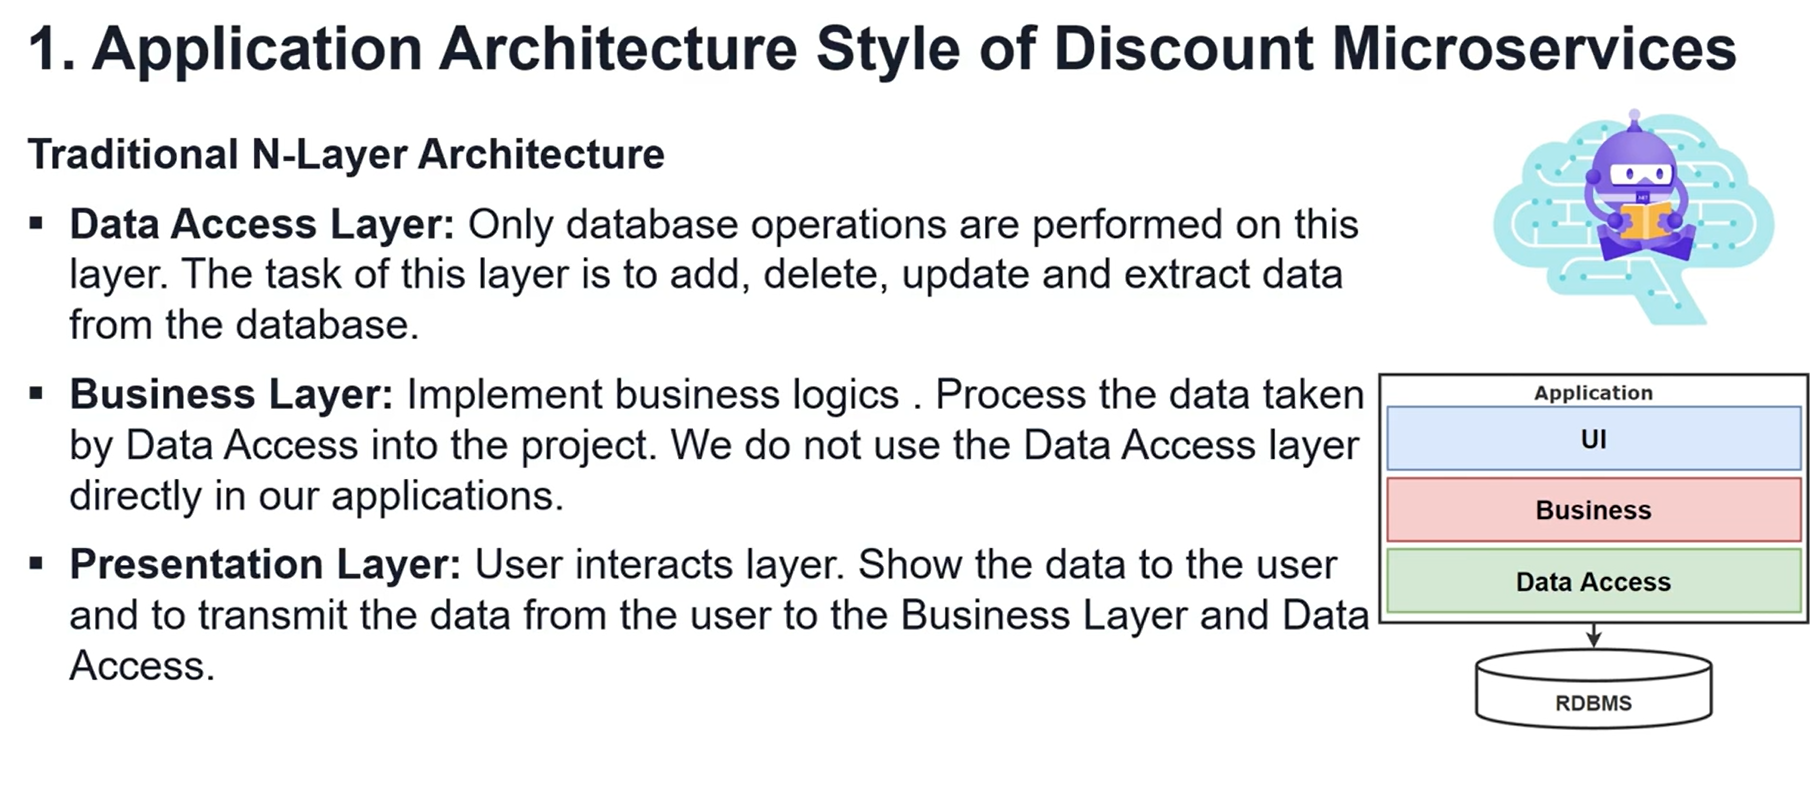 1. Application Architecture Style of Discount Microservices
Traditional N-Layer Architecture
▪ Data Access Layer: Only database operations are performed on this
layer. The task of this layer is to add, delete, update and extract data
from the database.
▪ Business Layer: Implement business logics . Process the data taken
by Data Access into the project. We do not use the Data Access layer
directly in our applications.
▪ Presentation Layer: User interacts layer. Show the data to the user
and to transmit the data from the user to the Business Layer and Data
Access.
Application
UI
Business
Data Access
RDBMS